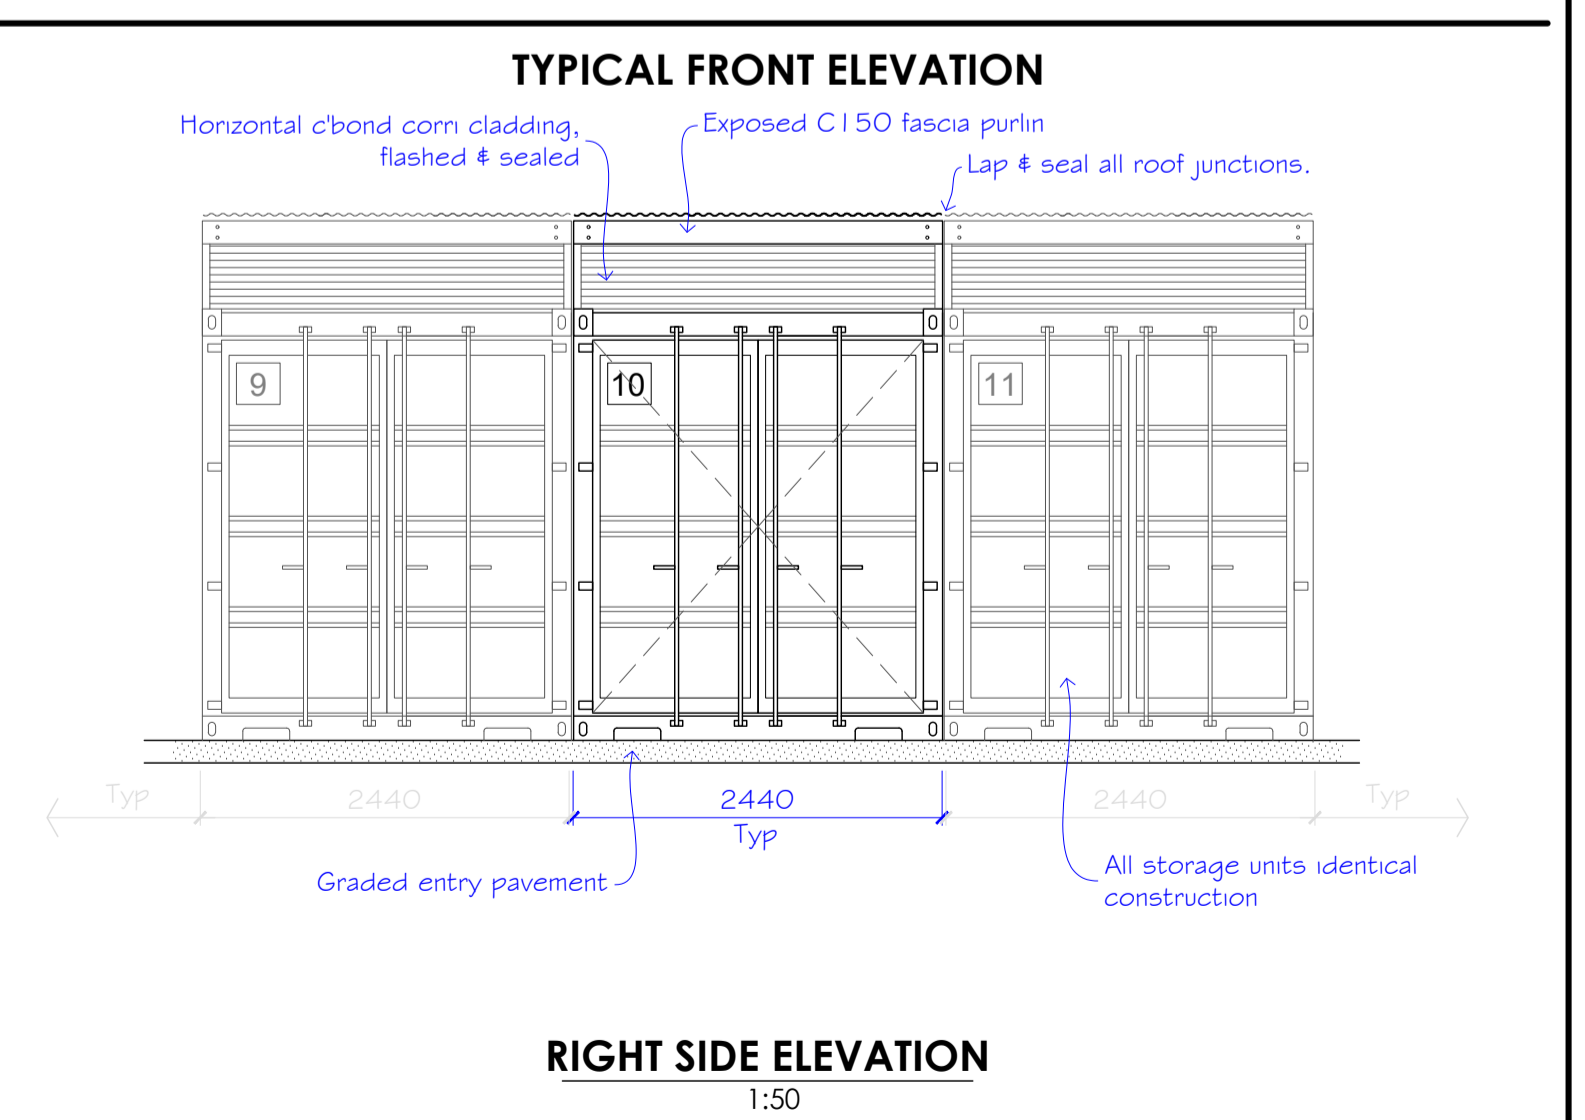 TYPICAL FRONT ELEVATION
Horizontal c'bond corri cladding,
flashed & sealed
Exposed C150 fascia purlin
Lap & seal all roof junctions.
9
10
11
Typ
2440
2440
Typ
2440
Typ
Graded entry pavement
All storage units identical
construction
RIGHT SIDE ELEVATION
1:50